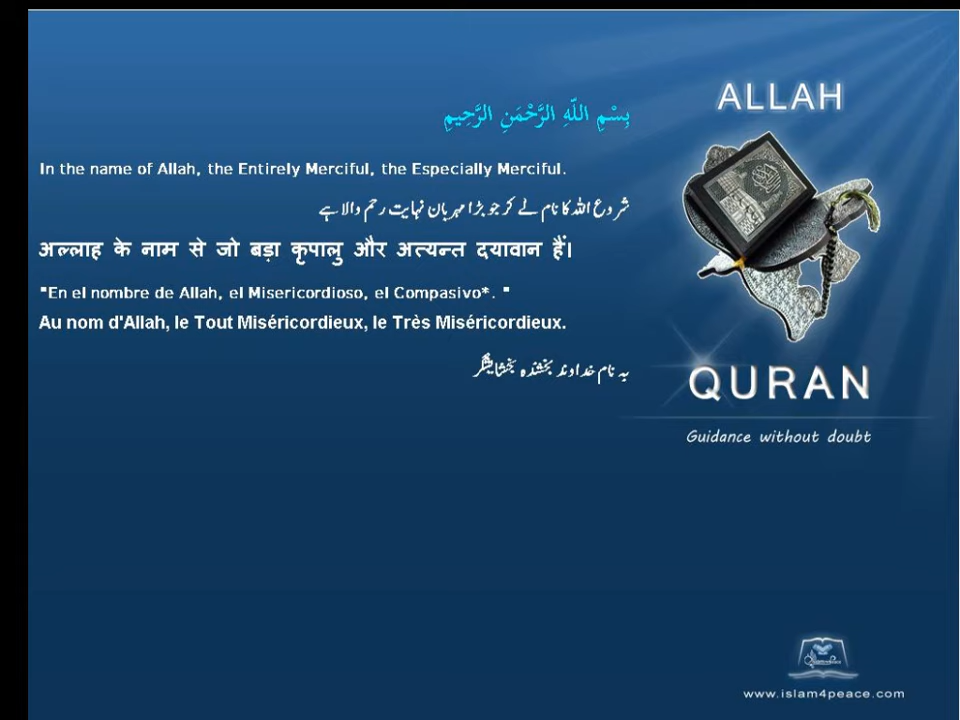 بِسْمِ اللّهِ الرَّحْمَنِ الرَّحِيمِ
In the name of Allah, the Entirely Merciful, the Especially Merciful.
شروع اللہ کا نام لے کر جو بڑا مہربان نہایت رحم والا ہے
अल्लाह के नाम से जो बड़ा कृपालु और अत्यन्त दयावान हैं।
"En el nombre de Allah, el Misericordioso, el Compasivo*. "
Au nom d'Allah, le Tout Miséricordieux, le Très Miséricordieux.
به نام خداوند بخشنده بخشایشگر
ALLAH
QURAN
Guidance without doubt
www.islam4peace.com